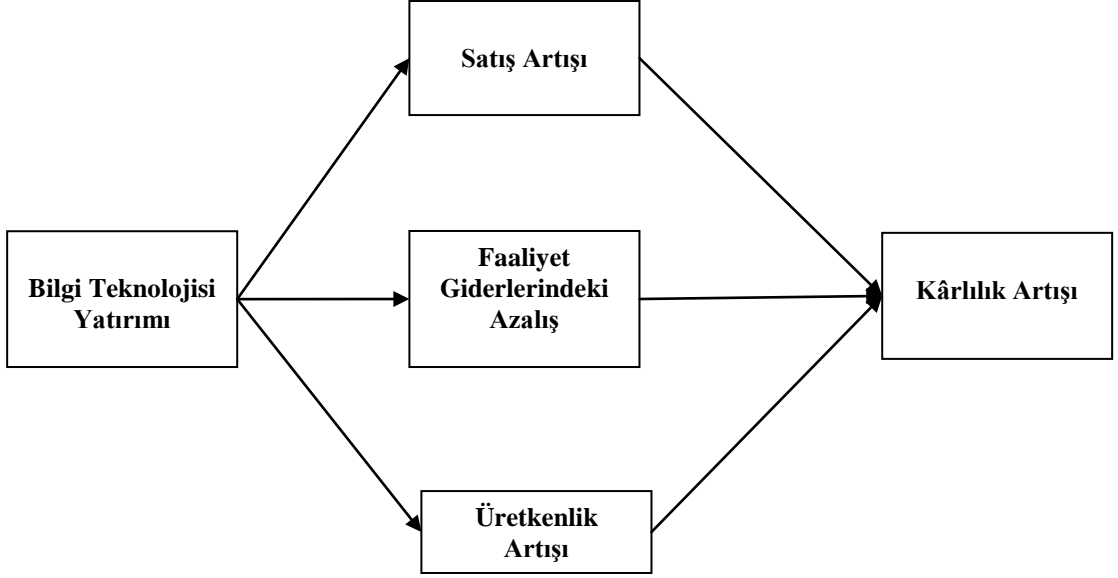 Satış Artışı
Bilgi Teknolojisi
Yatırımı
Faaliyet
Giderlerindeki
Azalış
Kârlılık Artışı
Üretkenlik
Artışı